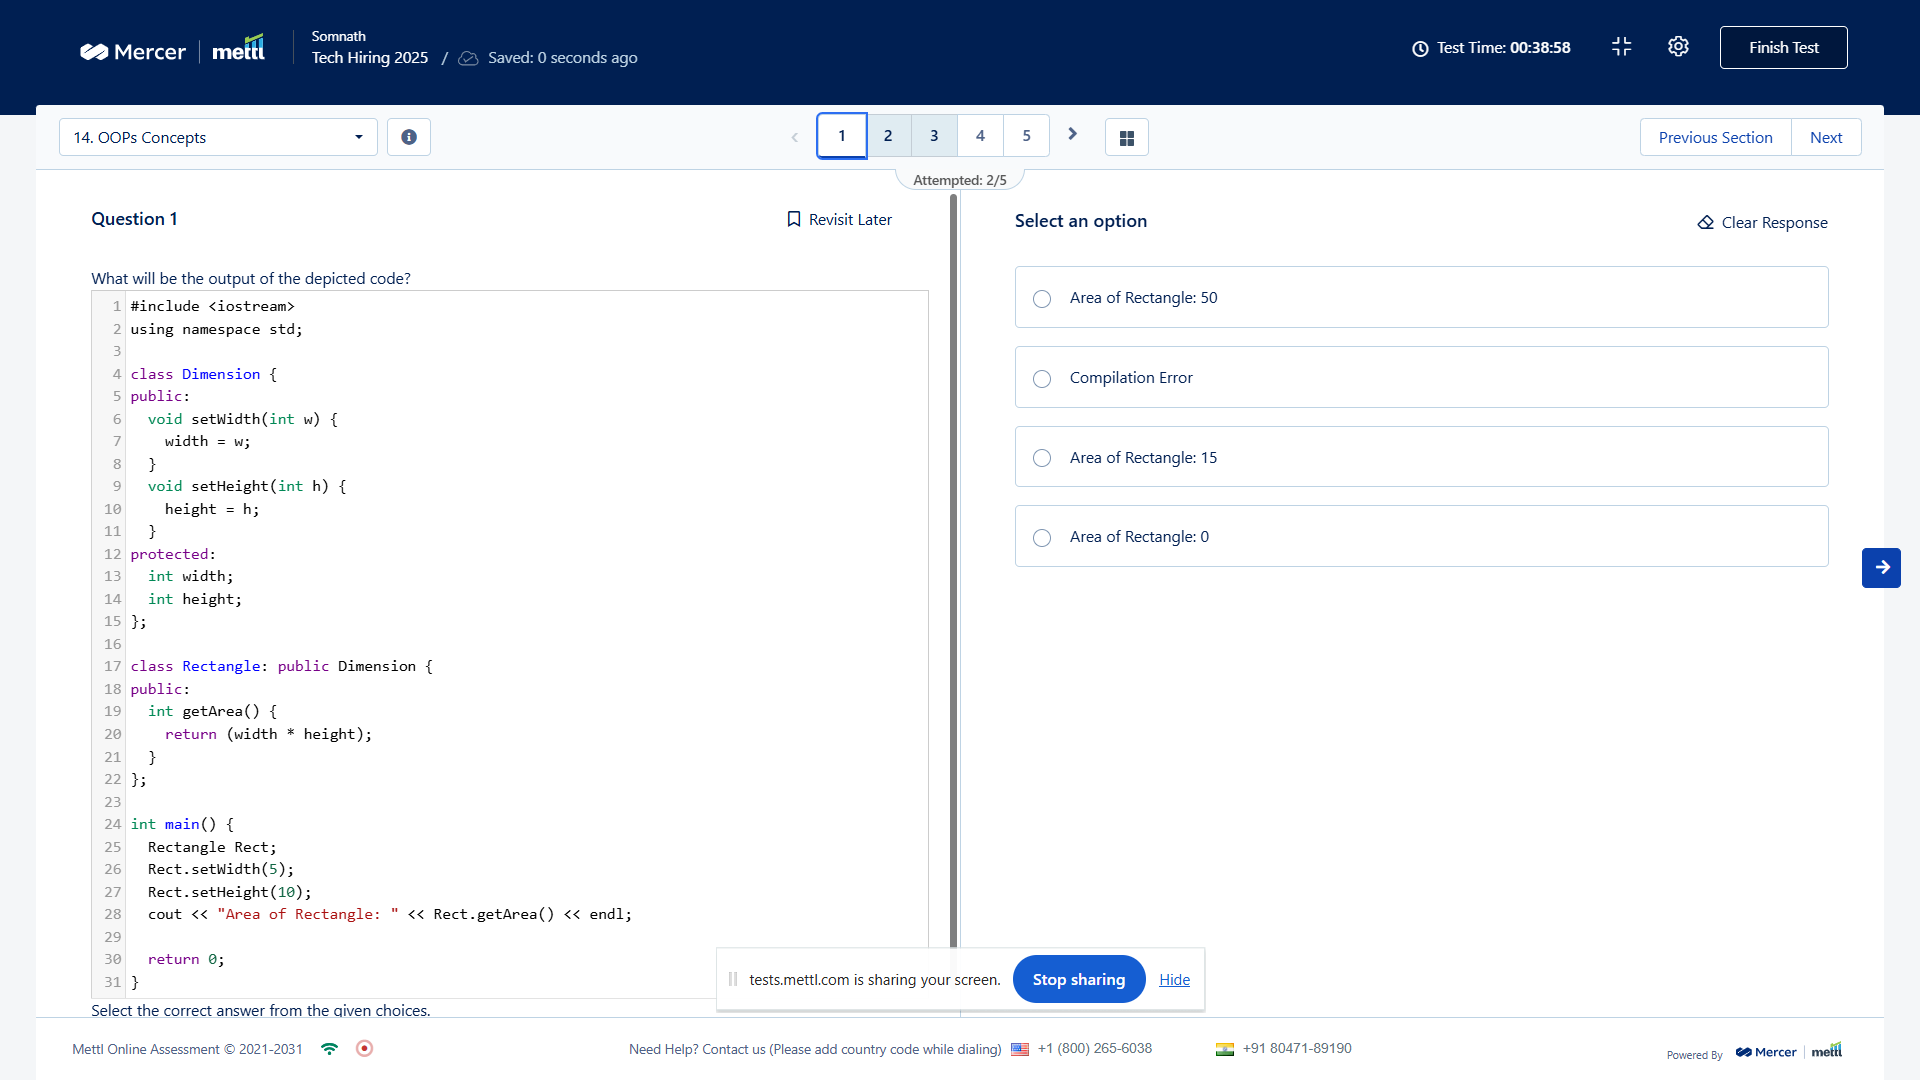 Mercer mettl
Somnath
Tech Hiring 2025 / Saved: 0 seconds ago
Test Time: 00:38:58
Finish Test
14. OOPs Concepts
1 2 3 4 5
Previous Section Next
Attempted: 2/5
Question 1
Revisit Later
What will be the output of the depicted code?
1 #include <iostream>
2 using namespace std;
3
4 class Dimension {
5 public:
6 void setWidth(int w) {
7 width = w;
8 }
9 void setHeight(int h) {
10 height = h;
11 }
12 protected:
13 int width;
14 int height;
15 };
16
17 class Rectangle: public Dimension {
18 public:
19 int getArea() {
20 return (width * height);
21 }
22 };
23
24 int main() {
25 Rectangle Rect;
26 Rect.setWidth(5);
27 Rect.setHeight(10);
28 cout << "Area of Rectangle: " << Rect.getArea() << endl;
29
30 return 0;
31 }
Select the correct answer from the given choices.
Select an option
Clear Response
Area of Rectangle: 50
Compilation Error
Area of Rectangle: 15
Area of Rectangle: 0
tests.mettl.com is sharing your screen. Stop sharing Hide
Mettl Online Assessment © 2021-2031
Need Help? Contact us (Please add country code while dialing) +1 (800) 265-6038 +91 80471-89190
Powered By Mercer mettl